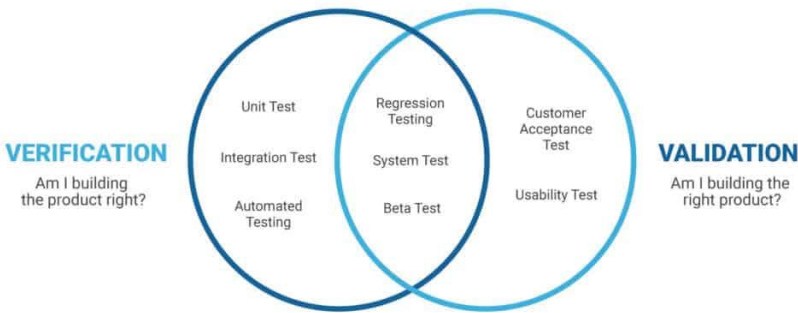 VERIFICATION
Am I building
the product right?
Unit Test
Integration Test
Automated
Testing
Regression
Testing
System Test
Beta Test
Customer
Acceptance
Test
Usability Test
VALIDATION
Am I building the
right product?